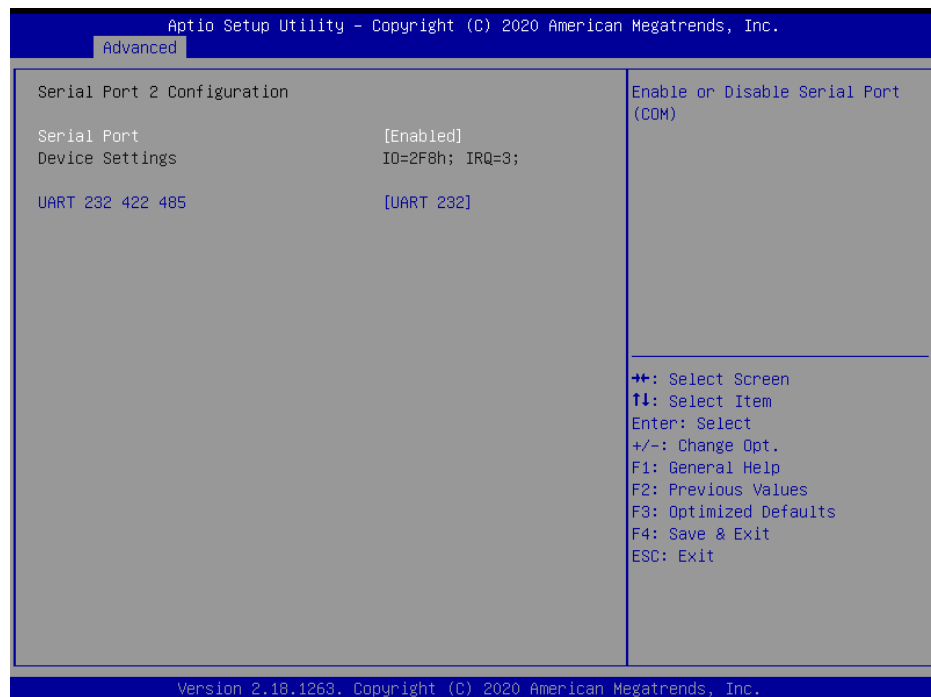 Aptio Setup Utility – Copyright (C) 2020 American Megatrends, Inc.
Advanced
Serial Port 2 Configuration
Serial Port [Enabled]
Device Settings IO=2F8h; IRQ=3;
UART 232 422 485 [UART 232]
Enable or Disable Serial Port
(COM)
→←: Select Screen
↑↓: Select Item
Enter: Select
+/-: Change Opt.
F1: General Help
F2: Previous Values
F3: Optimized Defaults
F4: Save & Exit
ESC: Exit
Version 2.18.1263. Copyright (C) 2020 American Megatrends, Inc.